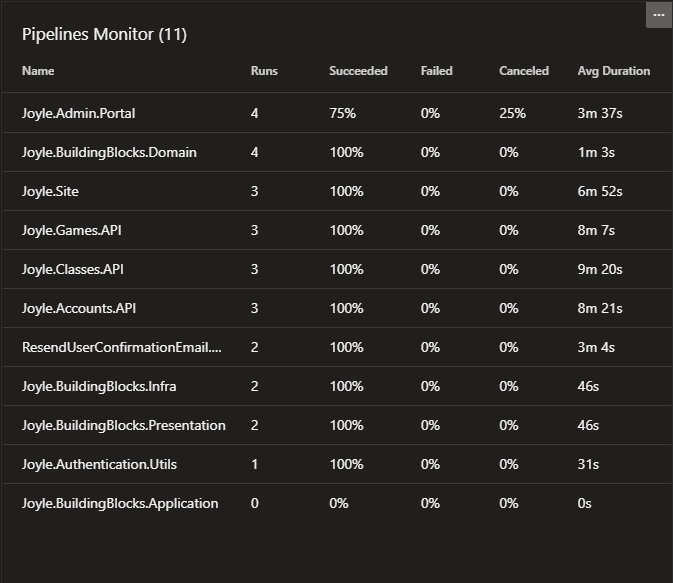 Pipelines Monitor (11)
Name Runs Succeeded Failed Canceled Avg Duration
Joyle.Admin.Portal 4 75% 0% 25% 3m 37s
Joyle.BuildingBlocks.Domain 4 100% 0% 0% 1m 3s
Joyle.Site 3 100% 0% 0% 6m 52s
Joyle.Games.API 3 100% 0% 0% 8m 7s
Joyle.Classes.API 3 100% 0% 0% 9m 20s
Joyle.Accounts.API 3 100% 0% 0% 8m 21s
ResendUserConfirmationEmail.... 2 100% 0% 0% 3m 4s
Joyle.BuildingBlocks.Infra 2 100% 0% 0% 46s
Joyle.BuildingBlocks.Presentation 2 100% 0% 0% 46s
Joyle.Authentication.Utils 1 100% 0% 0% 31s
Joyle.BuildingBlocks.Application 0 0% 0% 0% 0s